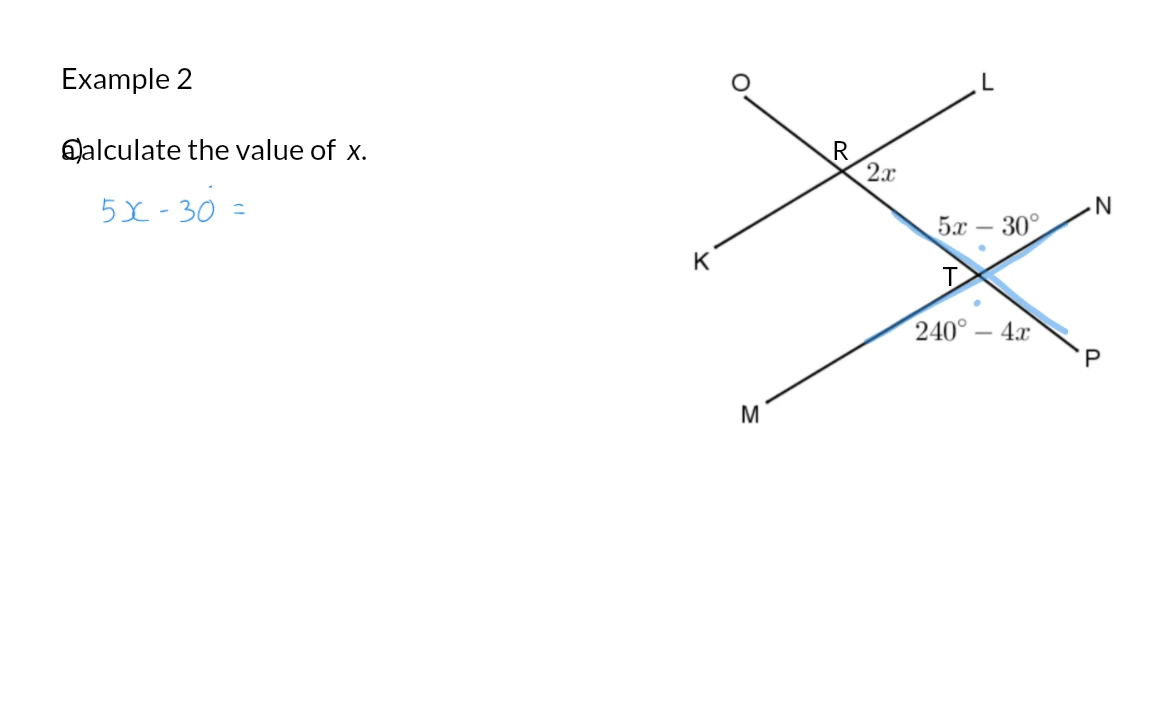 Example 2
Calculate the value of x.
5x - 30° =
O
L
R
2x
K
5x − 30°
N
T
240° − 4x
P
M